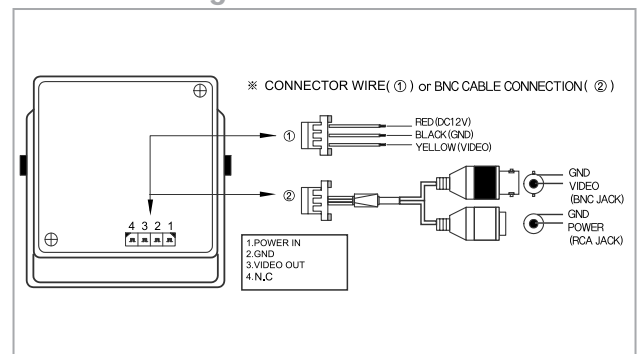 ※ CONNECTOR WIRE( ① ) or BNC CABLE CONNECTION( ② )
①
RED(DC12V)
BLACK(GND)
YELLOW(VIDEO)
②
GND
VIDEO
(BNC JACK)
GND
POWER
(RCA JACK)
4 3 2 1
1.POWER IN
2.GND
3.VIDEO OUT
4.N.C